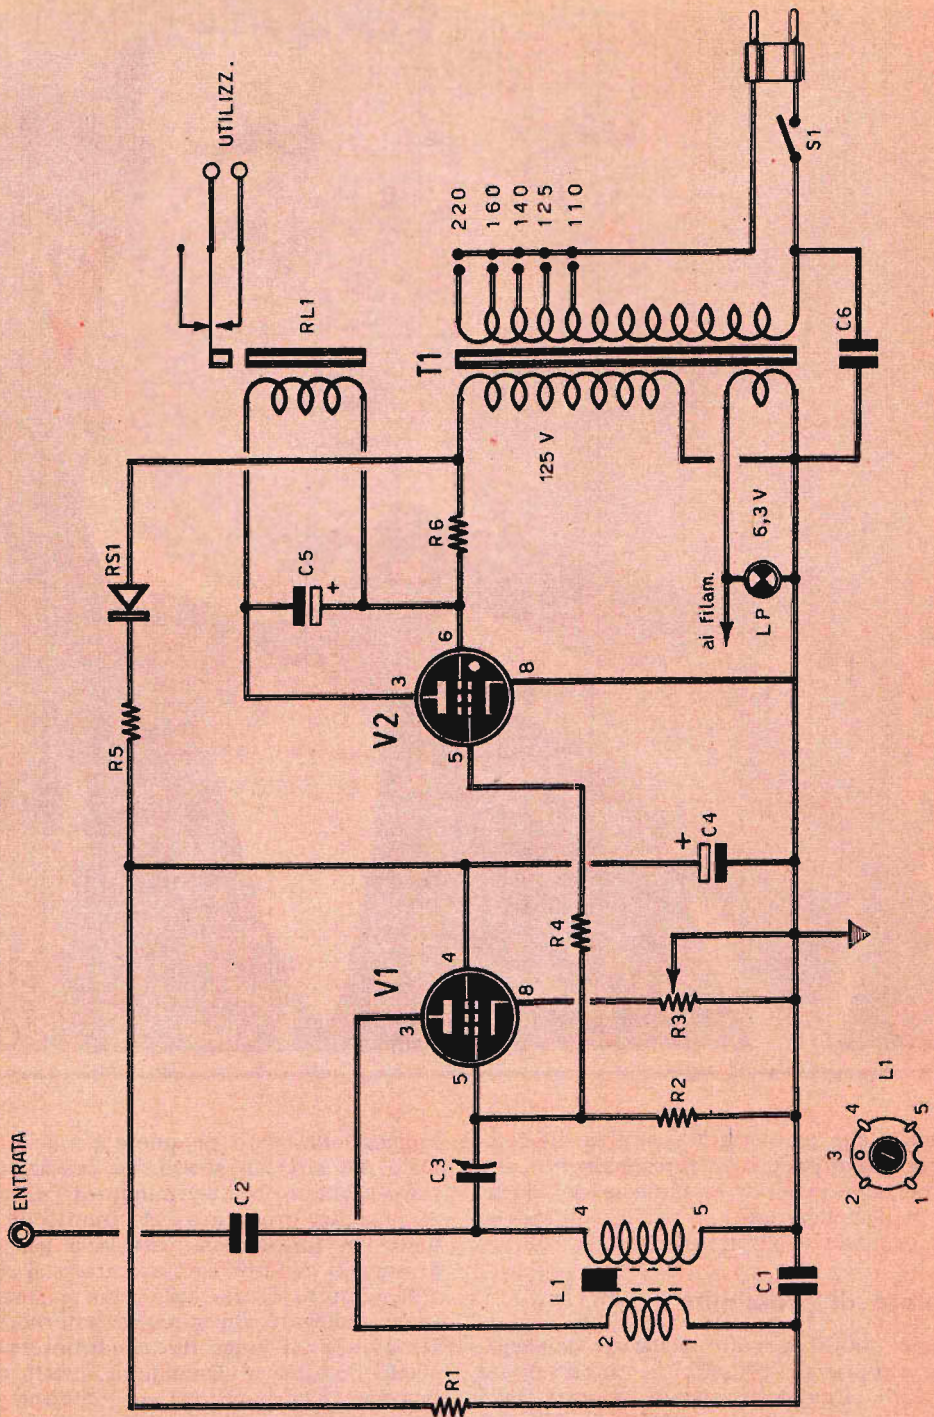 ENTRATA
UTILIZZ.
RS1
R5
C2
RL1
C5
+
T1
220
160
140
125
110
125 V
R6
S1
C6
V2
3
6
5
8
V1
3
4
5
8
C3
R4
C4
+
ai filam.
LP
6,3 V
L1
2
1
4
5
R2
R3
R1
C1
L1
1
2
3
4
5